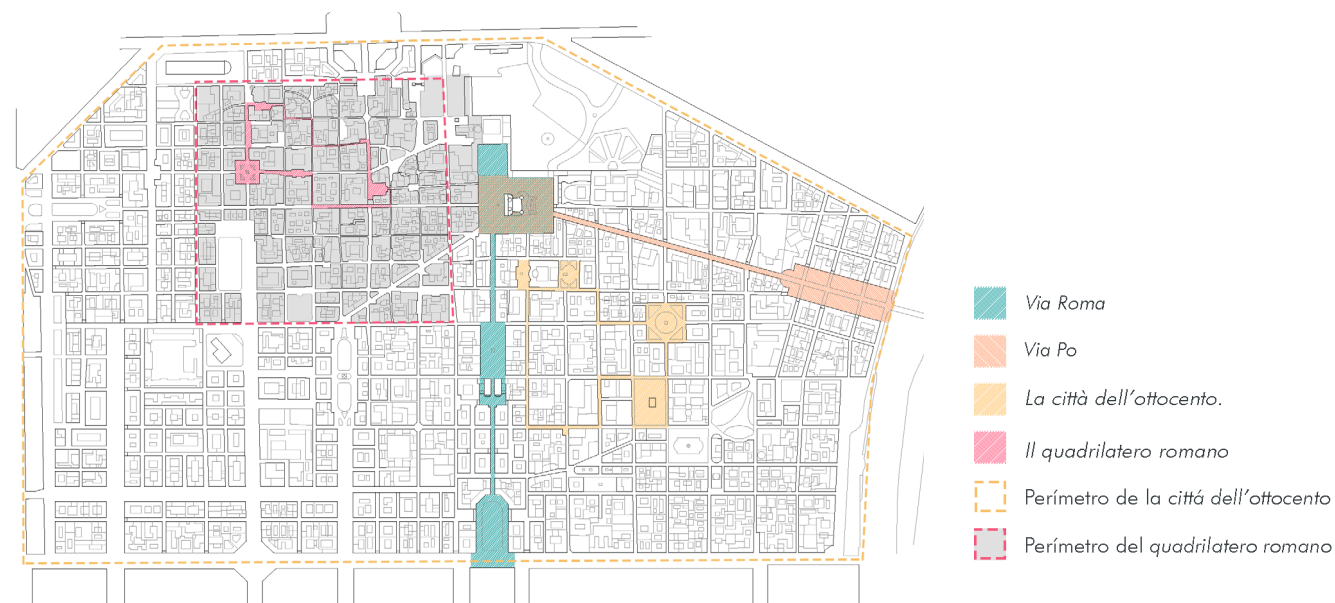 Via Roma
Via Po
La città dell'ottocento.
Il quadrilatero romano
Perímetro de la cittá dell'ottocento
Perímetro del quadrilatero romano